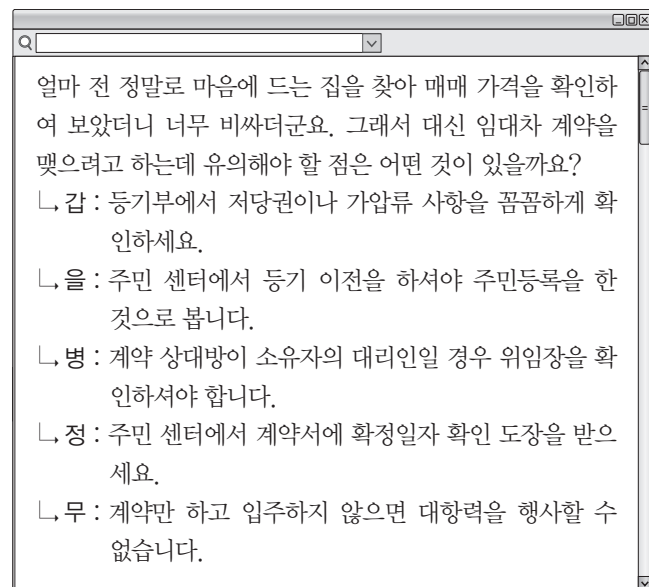 얼마 전 정말로 마음에 드는 집을 찾아 매매 가격을 확인하
여 보았더니 너무 비싸더군요. 그래서 대신 임대차 계약을
맺으려고 하는데 유의해야 할 점은 어떤 것이 있을까요?
갑 : 등기부에서 저당권이나 가압류 사항을 꼼꼼하게 확
인하세요.
을 : 주민 센터에서 등기 이전을 하셔야 주민등록을 한
것으로 봅니다.
병 : 계약 상대방이 소유자의 대리인일 경우 위임장을 확
인하셔야 합니다.
정 : 주민 센터에서 계약서에 확정일자 확인 도장을 받으
세요.
무 : 계약만 하고 입주하지 않으면 대항력을 행사할 수
없습니다.